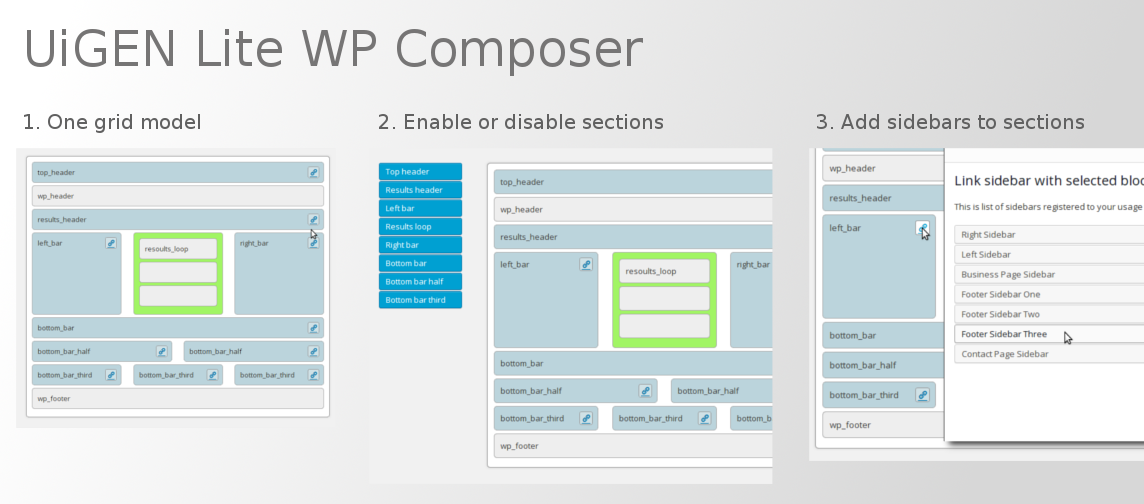 UiGEN Lite WP Composer
1. One grid model
top_header
wp_header
results_header
left_bar
resoults_loop
right_bar
bottom_bar
bottom_bar_half
bottom_bar_half
bottom_bar_third
bottom_bar_third
bottom_bar_third
wp_footer
2. Enable or disable sections
Top header
Results header
Left bar
Results loop
Right bar
Bottom bar
Bottom bar half
Bottom bar third
top_header
wp_header
results_header
left_bar
resoults_loop
right_bar
bottom_bar
bottom_bar_half
bottom_bar_half
bottom_bar_third
bottom_bar_third
bottom_b
wp_footer
3. Add sidebars to sections
wp_header
results_header
left_bar
bottom_bar
bottom_bar_half
bottom_bar_third
wp_footer
Link sidebar with selected bloc
This is list of sidebars registered to your usage
Right Sidebar
Left Sidebar
Business Page Sidebar
Footer Sidebar One
Footer Sidebar Two
Footer Sidebar Three
Contact Page Sidebar